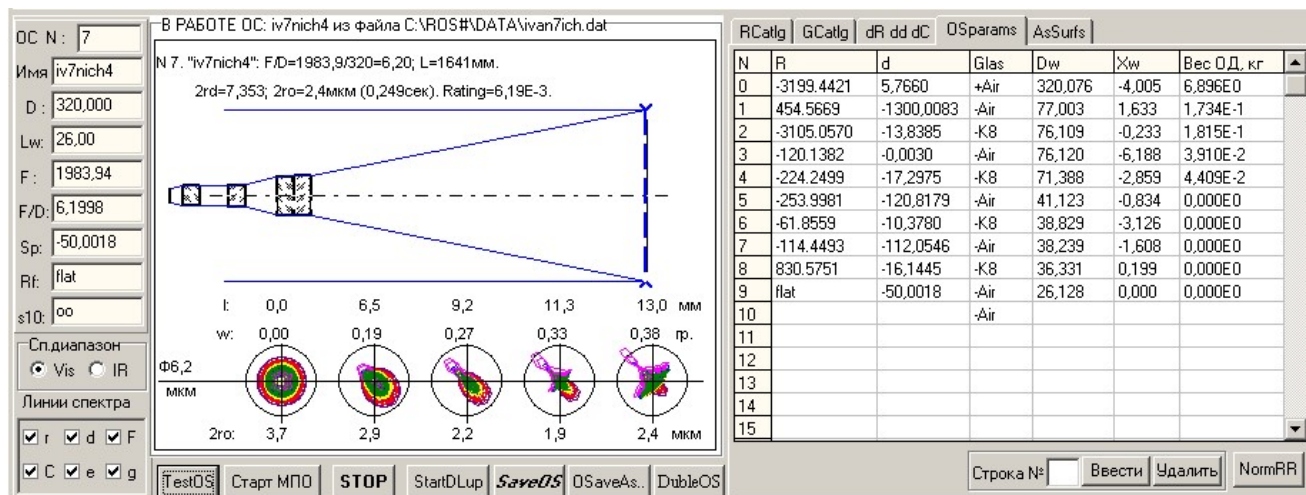 ОС N : 7
Имя iv7nich4
D : 320,000
Lw: 26,00
F : 1983,94
F/D: 6,1998
Sp: -50,0018
Rf: flat
s10: oo
Сп.диапазон
Vis IR
Линии спектра
r d F
C e g
В РАБОТЕ ОС: iv7nich4 из файла C:\ROS#\DATA\ivan7ich.dat
N 7. "iv7nich4": F/D=1983,9/320=6,20; L=1641мм.
2rd=7,353; 2ro=2,4мкм (0,249сек). Rating=6,19E-3.
l: 0,0 6,5 9,2 11,3 13,0 мм
w: 0,00 0,19 0,27 0,33 0,38 гр.
Ф6,2
мкм
2ro: 3,7 2,9 2,2 1,9 2,4 мкм
TestOS Старт МПО STOP StartDLup SaveOS OSaveAs.. DubleOS
RCatlg GCatlg dR dd dC OSparams AsSurfs
N R d Glas Dw Xw Вес ОД, кг
0 -3199.4421 5,7660 +Air 320,076 -4,005 6,896E0
1 454.5669 -1300,0083 -Air 77,003 1,633 1,734E-1
2 -3105.0570 -13,8385 -K8 76,109 -0,233 1,815E-1
3 -120.1382 -0,0030 -Air 76,120 -6,188 3,910E-2
4 -224.2499 -17,2975 -K8 71,388 -2,859 4,409E-2
5 -253.9981 -120,8179 -Air 41,123 -0,834 0,000E0
6 -61.8559 -10,3780 -K8 38,829 -3,126 0,000E0
7 -114.4493 -112,0546 -Air 38,239 -1,608 0,000E0
8 830.5751 -16,1445 -K8 36,331 0,199 0,000E0
9 flat -50,0018 -Air 26,128 0,000 0,000E0
10 -Air
11
12
13
14
15
Строка № Ввести Удалить NormRR